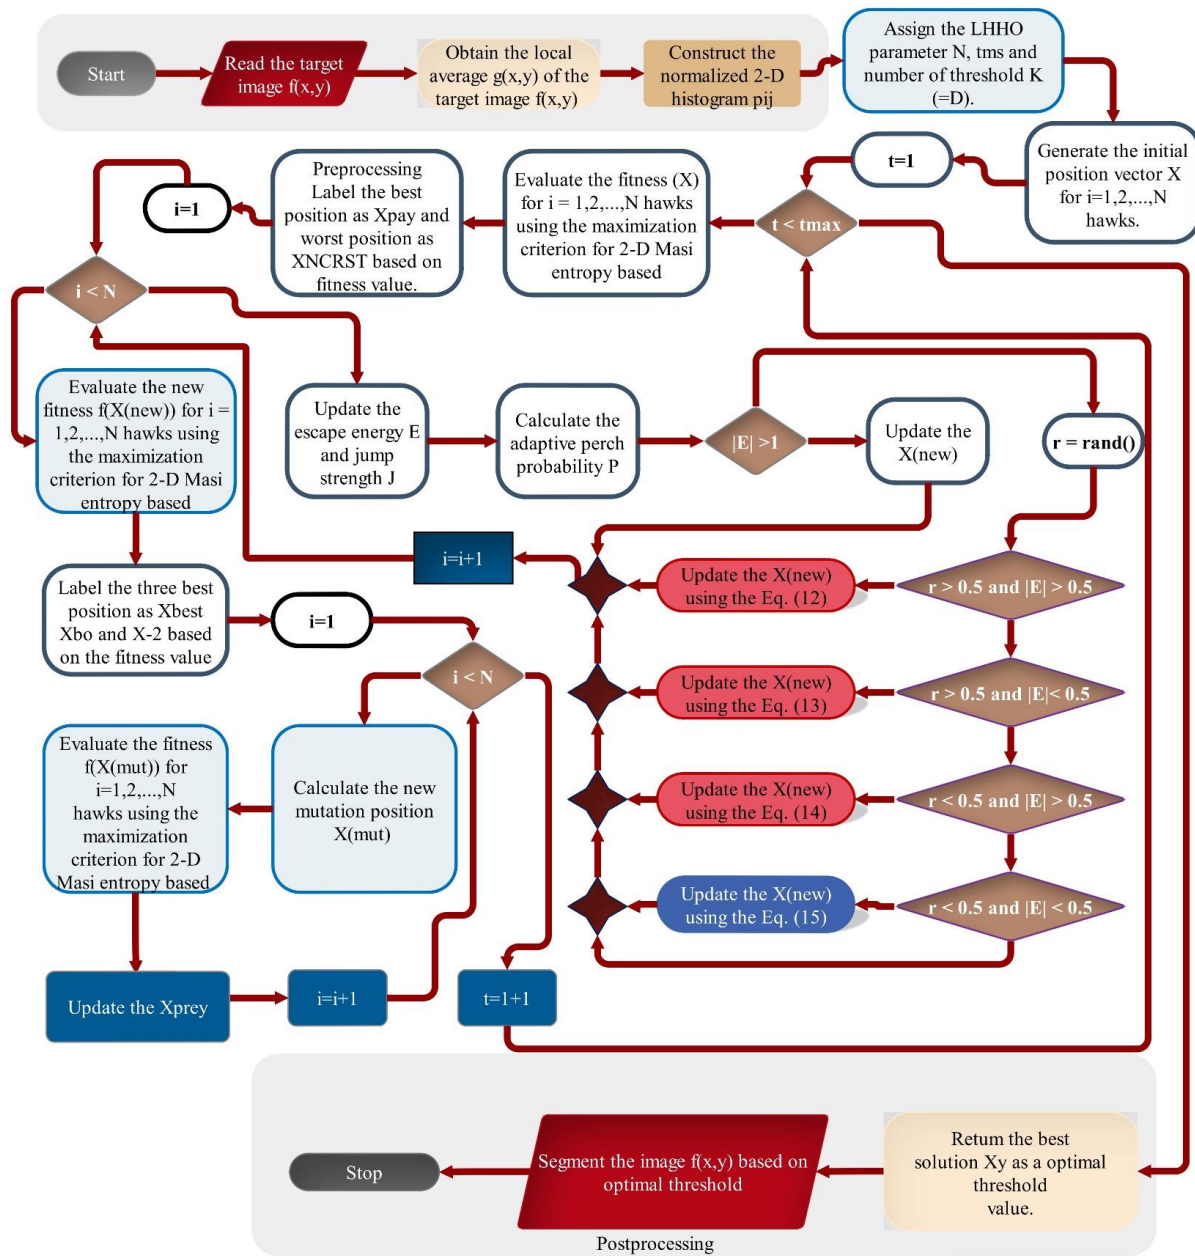 Start
Read the target
image f(x,y)
Obtain the local
average g(x,y) of the
target image f(x,y)
Construct the
normalized 2-D
histogram pij
Assign the LHHO
parameter N, tms and
number of threshold K
(=D).
Generate the initial
position vector X
for i=1,2,...,N
hawks.
t=1
t < tmax
Evaluate the fitness (X)
for i = 1,2,...,N hawks
using the maximization
criterion for 2-D Masi
entropy based
Preprocessing
Label the best
position as Xpay and
worst position as
XNCRST based on
fitness value.
i=1
i < N
Evaluate the new
fitness f(X(new)) for i =
1,2,...,N hawks using
the maximization
criterion for 2-D Masi
entropy based
Update the
escape energy E
and jump
strength J
Calculate the
adaptive perch
probability P
|E| >1
Update the
X(new)
r = rand()
i=i+1
Update the X(new)
using the Eq. (12)
r > 0.5 and |E| > 0.5
Label the three best
position as Xbest
Xbo and X-2 based
on the fitness value
i=1
i < N
Update the X(new)
using the Eq. (13)
r > 0.5 and |E|< 0.5
Evaluate the fitness
f(X(mut)) for
i=1,2,...,N
hawks using the
maximization
criterion for 2-D
Masi entropy based
Calculate the new
mutation position
X(mut)
Update the X(new)
using the Eq. (14)
r < 0.5 and |E| > 0.5
Update the X(new)
using the Eq. (15)
r < 0.5 and |E| < 0.5
Update the Xprey
i=i+1
t=1+1
Stop
Segment the image f(x,y) based on
optimal threshold
Retum the best
solution Xy as a optimal
threshold
value.
Postprocessing